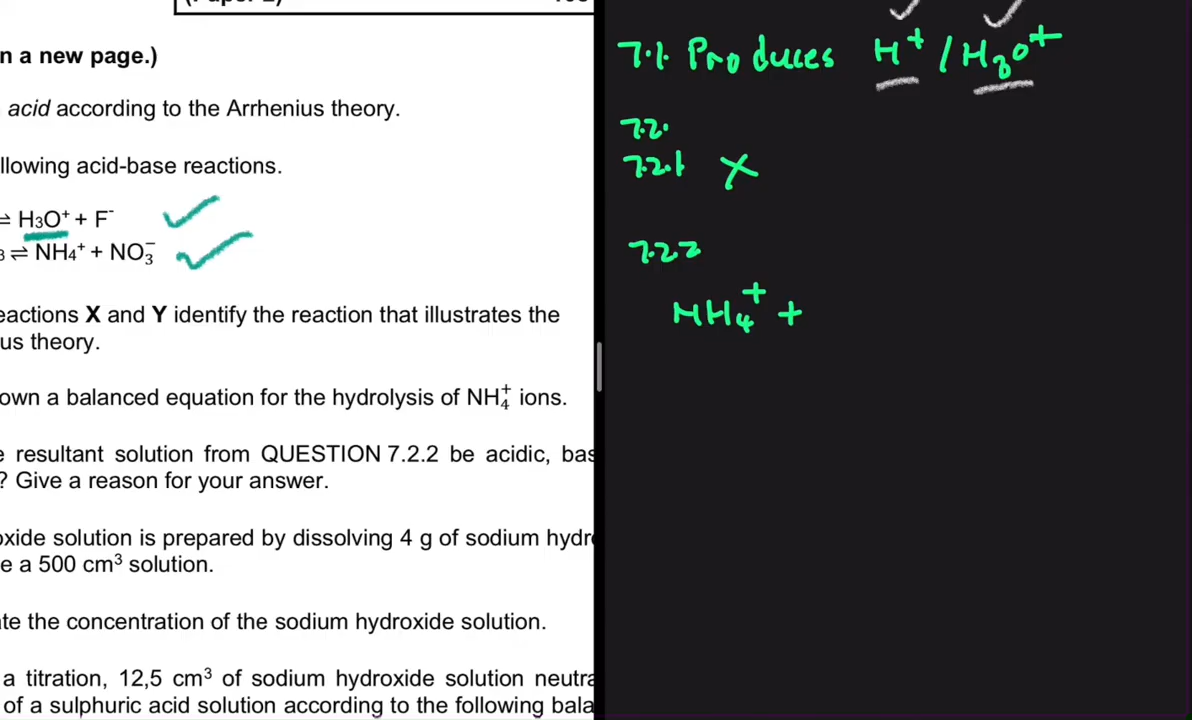 n a new page.)
acid according to the Arrhenius theory.
llowing acid-base reactions.
⇌ H₃O⁺ + F⁻
₃ ⇌ NH₄⁺ + NO₃⁻
eactions X and Y identify the reaction that illustrates the
us theory.
own a balanced equation for the hydrolysis of NH₄⁺ ions.
e resultant solution from QUESTION 7.2.2 be acidic, bas
? Give a reason for your answer.
oxide solution is prepared by dissolving 4 g of sodium hydr
e a 500 cm³ solution.
te the concentration of the sodium hydroxide solution.
a titration, 12,5 cm³ of sodium hydroxide solution neutra
of a sulphuric acid solution according to the following bala
7.1. Produces H⁺ / H₃O⁺
7.2.
7.2.1 X
7.2.2
NH₄⁺ +